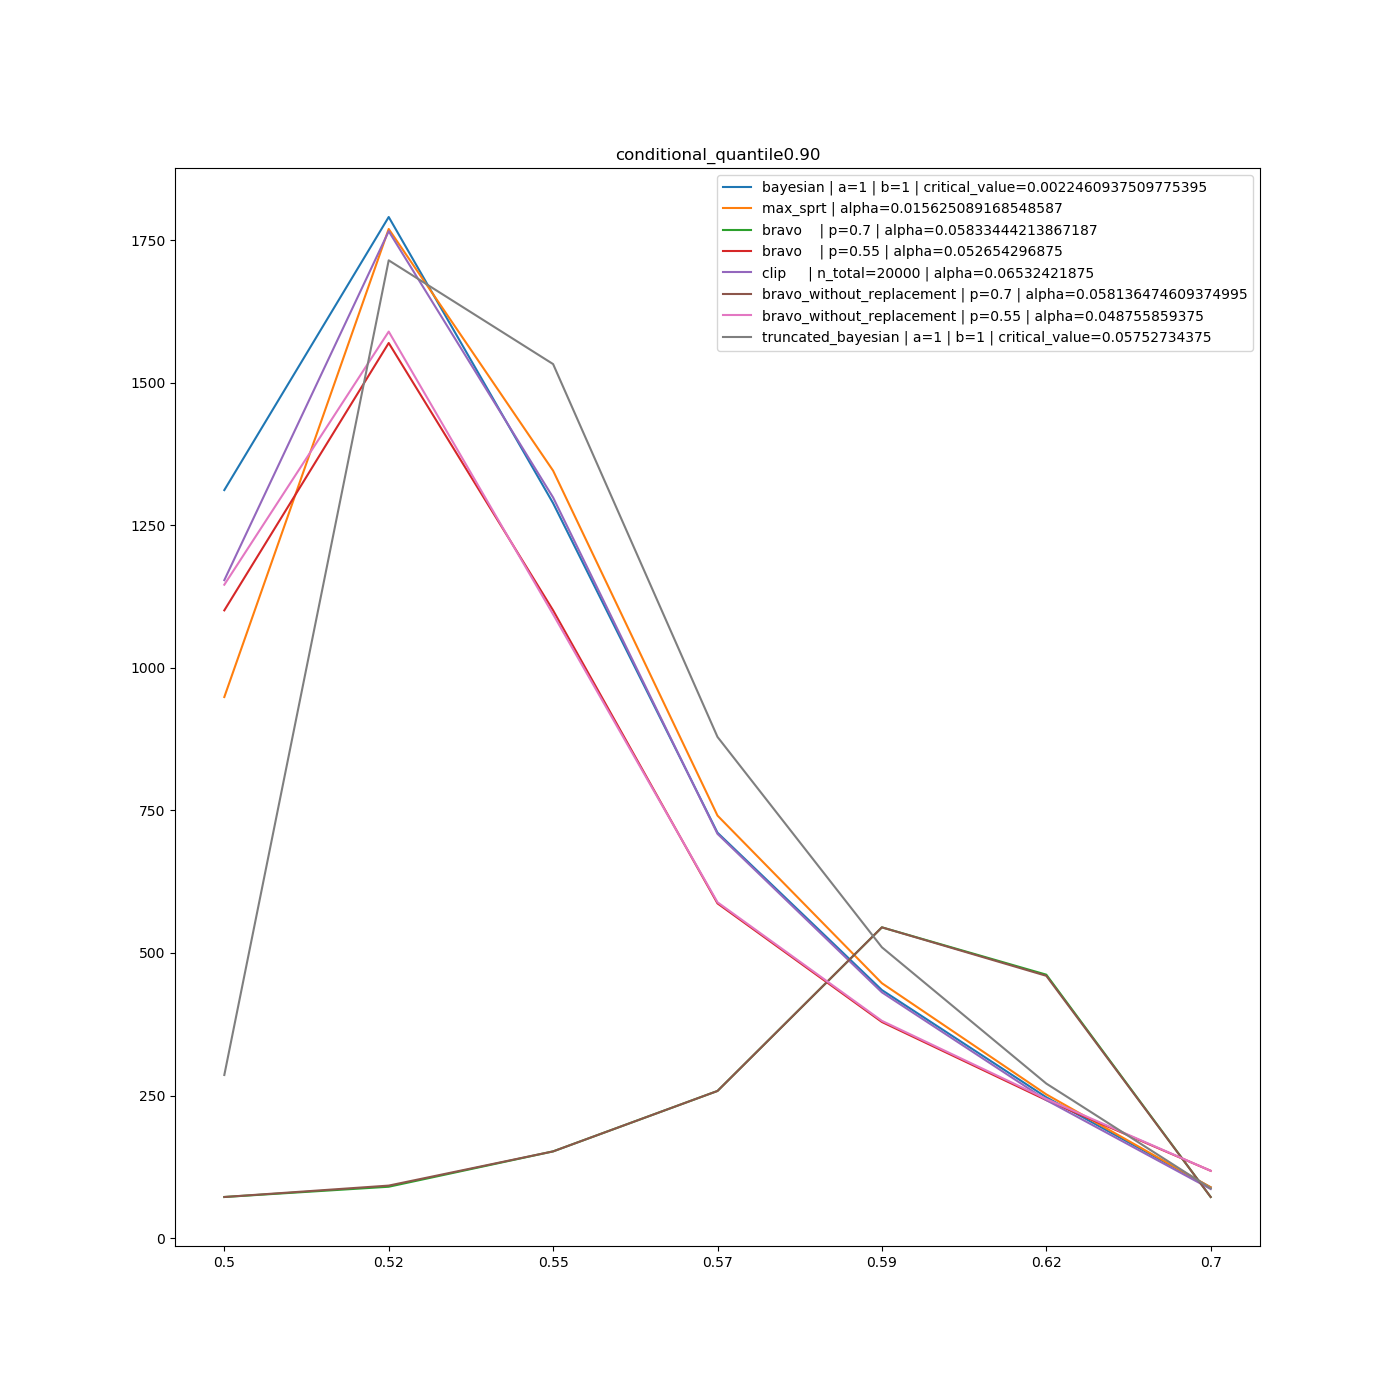 conditional_quantile0.90
bayesian | a=1 | b=1 | critical_value=0.0022460937509775395
max_sprt | alpha=0.015625089168548587
bravo    | p=0.7 | alpha=0.05833444213867187
bravo    | p=0.55 | alpha=0.052654296875
clip     | n_total=20000 | alpha=0.06532421875
bravo_without_replacement | p=0.7 | alpha=0.058136474609374995
bravo_without_replacement | p=0.55 | alpha=0.048755859375
truncated_bayesian | a=1 | b=1 | critical_value=0.05752734375
1750
1500
1250
1000
750
500
250
0
0.5 0.52 0.55 0.57 0.59 0.62 0.7